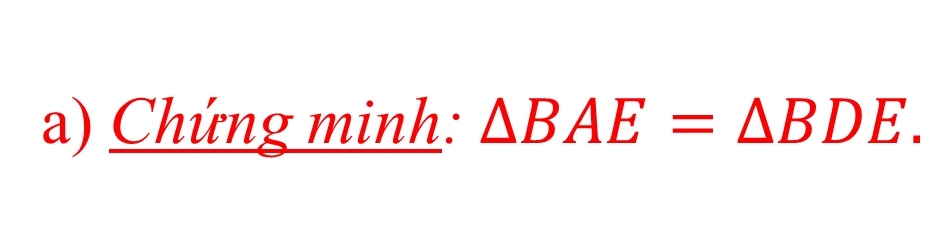 a) Chứng minh: ΔBAE = ΔBDE.